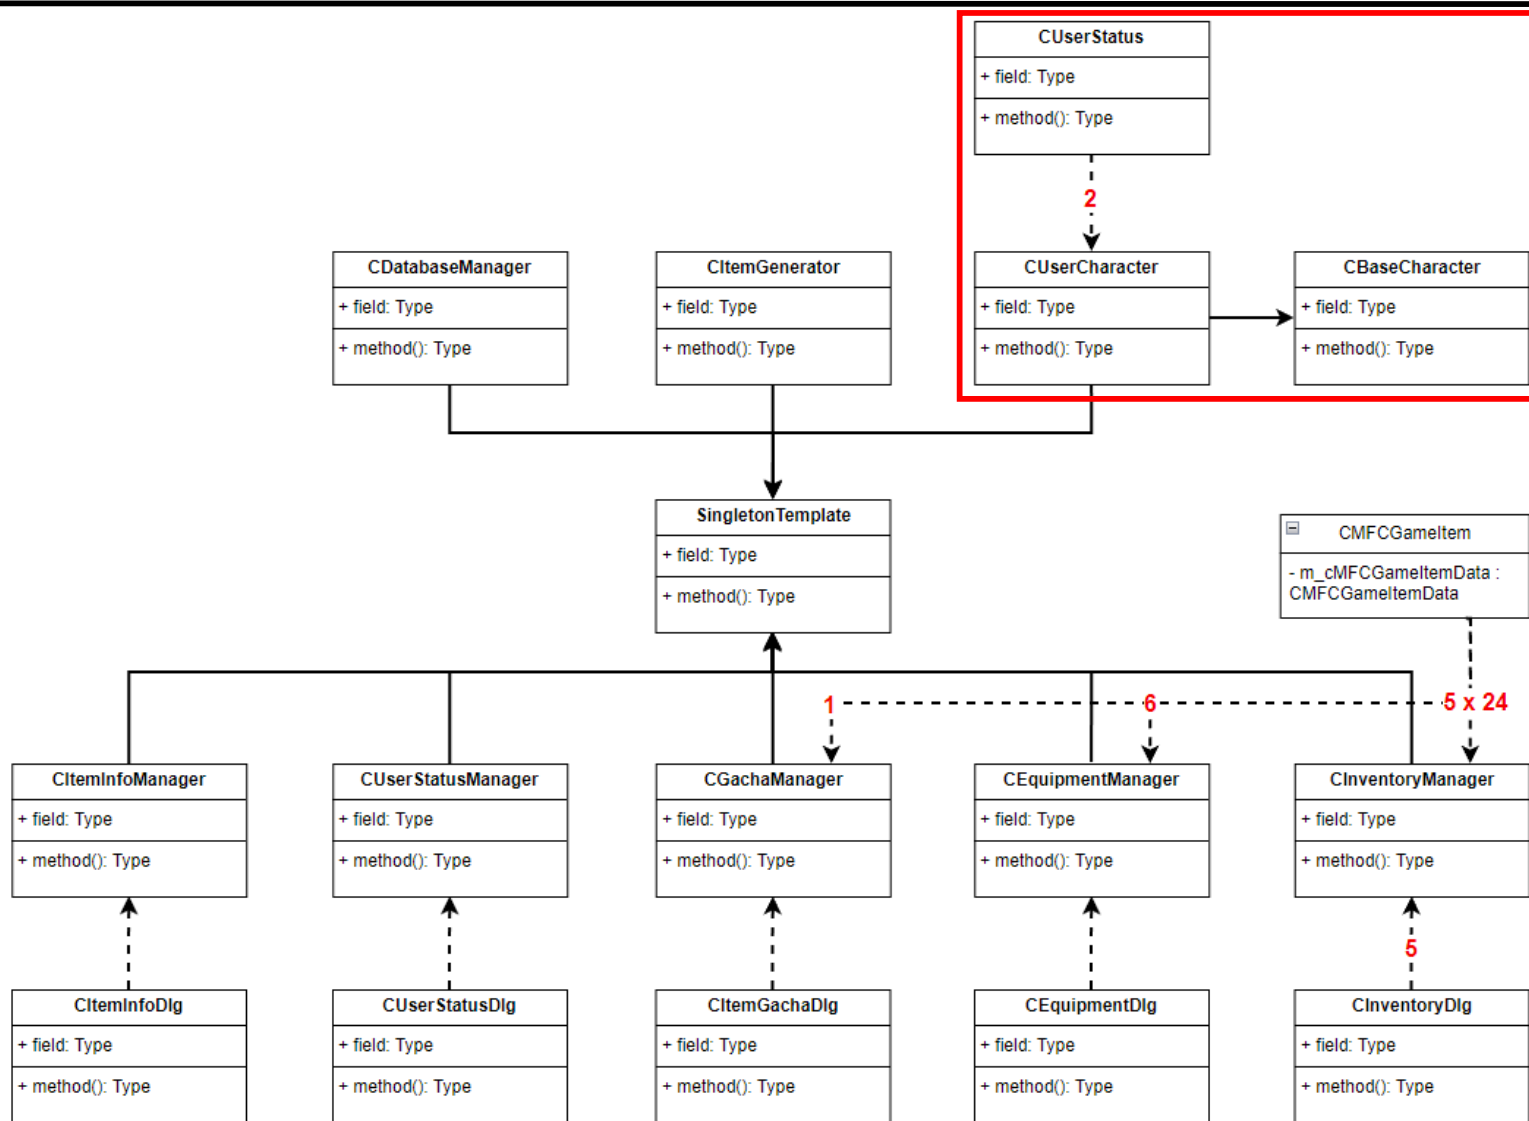 CUserStatus
+ field: Type
+ method(): Type
2
CDatabaseManager
+ field: Type
+ method(): Type
CItemGenerator
+ field: Type
+ method(): Type
CUserCharacter
+ field: Type
+ method(): Type
CBaseCharacter
+ field: Type
+ method(): Type
SingletonTemplate
+ field: Type
+ method(): Type
CMFCGameItem
- m_cMFCGameItemData :
CMFCGameItemData
1
6
5 x 24
CItemInfoManager
+ field: Type
+ method(): Type
CUserStatusManager
+ field: Type
+ method(): Type
CGachaManager
+ field: Type
+ method(): Type
CEquipmentManager
+ field: Type
+ method(): Type
CInventoryManager
+ field: Type
+ method(): Type
5
CItemInfoDlg
+ field: Type
+ method(): Type
CUserStatusDlg
+ field: Type
+ method(): Type
CItemGachaDlg
+ field: Type
+ method(): Type
CEquipmentDlg
+ field: Type
+ method(): Type
CInventoryDlg
+ field: Type
+ method(): Type